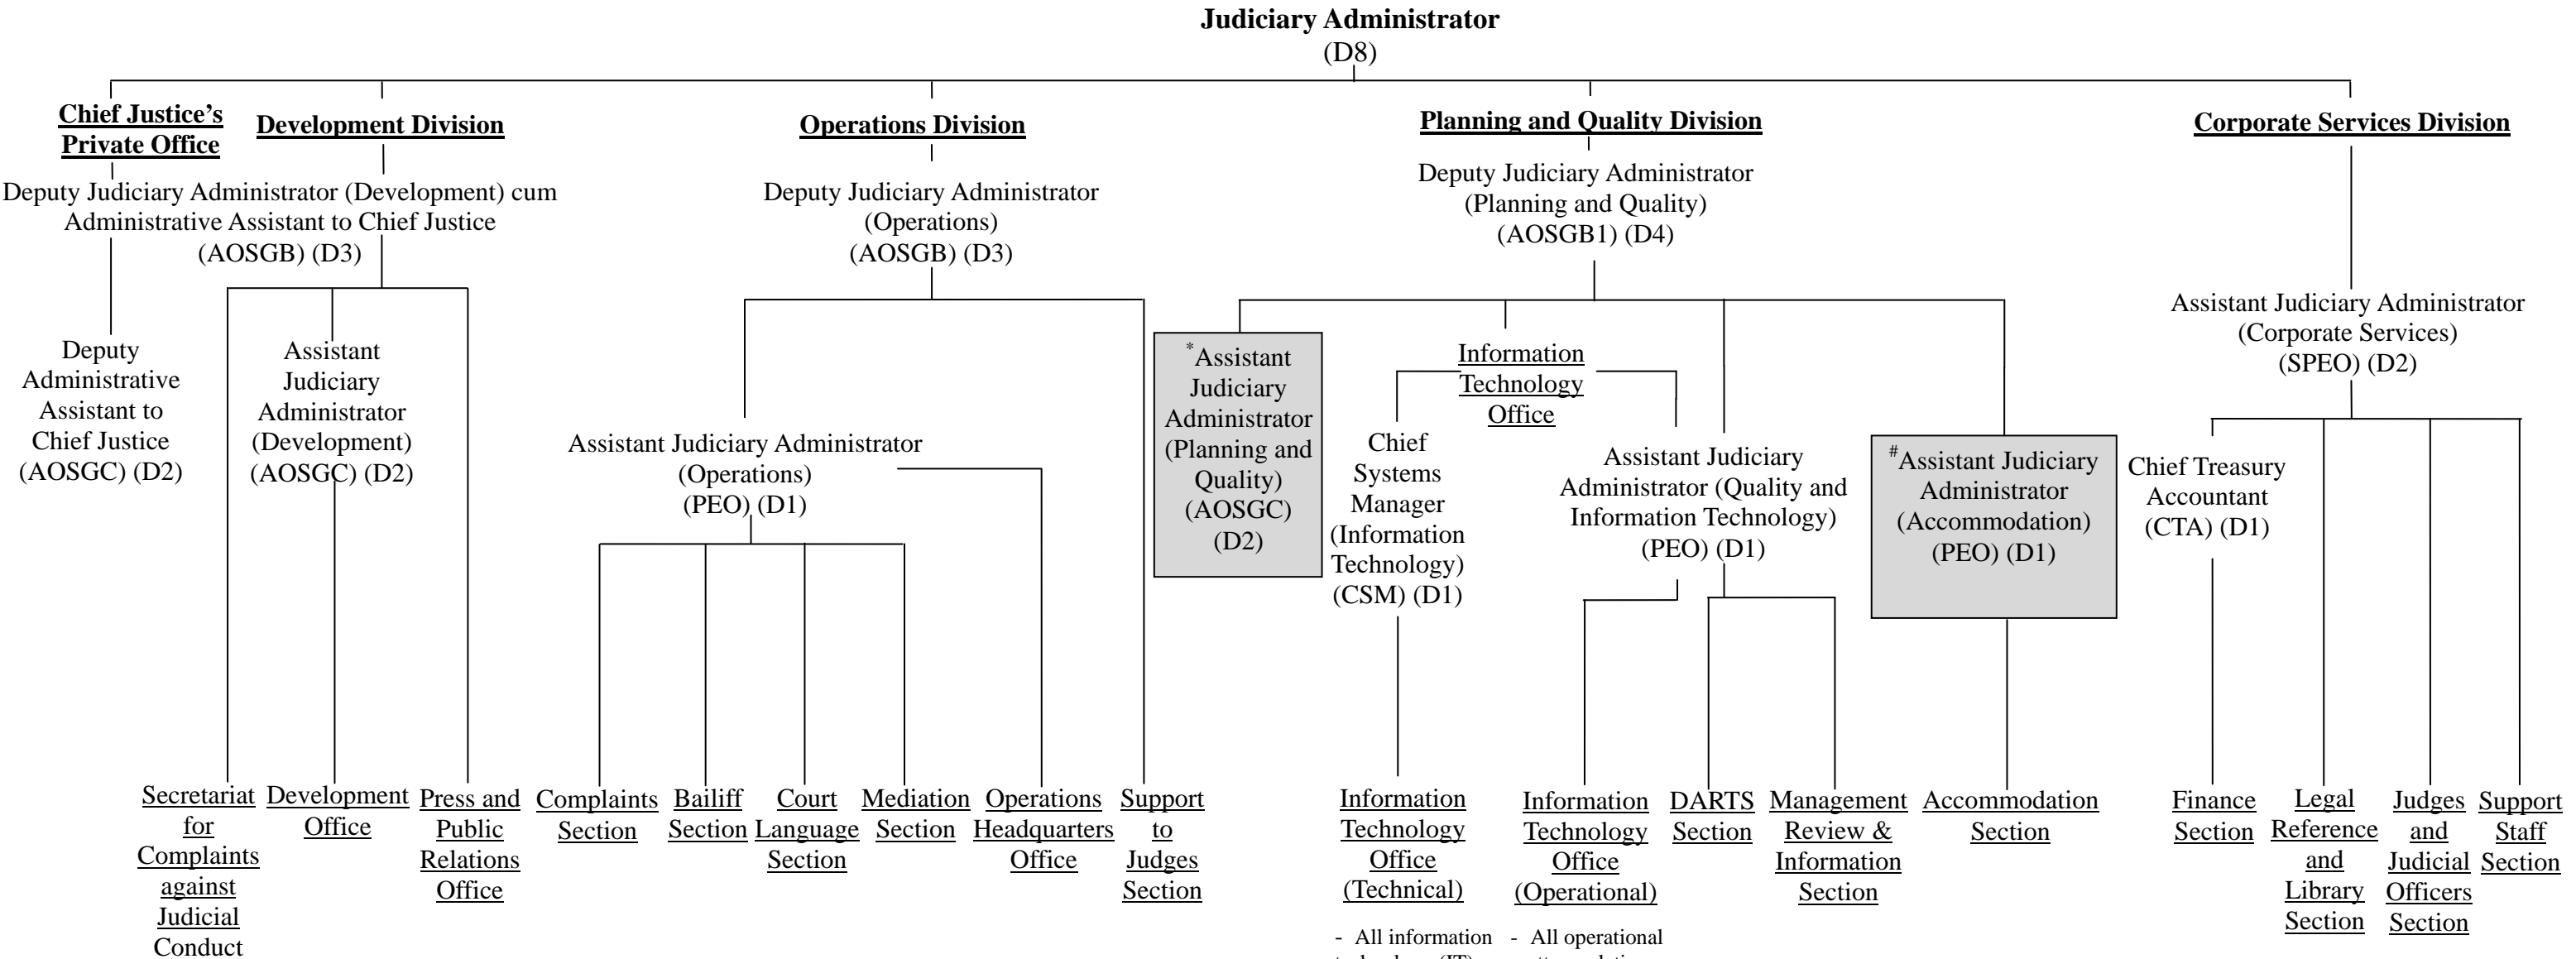 Judiciary Administrator
(D8)
Chief Justice’s
Private Office
Development Division
Operations Division
Planning and Quality Division
Corporate Services Division
Deputy Judiciary Administrator (Development) cum
Administrative Assistant to Chief Justice
(AOSGB) (D3)
Deputy Judiciary Administrator
(Operations)
(AOSGB) (D3)
Deputy Judiciary Administrator
(Planning and Quality)
(AOSGB1) (D4)
Assistant Judiciary Administrator
(Corporate Services)
(SPEO) (D2)
Deputy
Administrative
Assistant to
Chief Justice
(AOSGC) (D2)
Assistant
Judiciary
Administrator
(Development)
(AOSGC) (D2)
Assistant Judiciary Administrator
(Operations)
(PEO) (D1)
*Assistant
Judiciary
Administrator
(Planning and
Quality)
(AOSGC)
(D2)
Information
Technology
Office
Chief
Systems
Manager
(Information
Technology)
(CSM) (D1)
Assistant Judiciary
Administrator (Quality and
Information Technology)
(PEO) (D1)
#Assistant Judiciary
Administrator
(Accommodation)
(PEO) (D1)
Chief Treasury
Accountant
(CTA) (D1)
Secretariat
for
Complaints
against
Judicial
Conduct
Development
Office
Press and
Public
Relations
Office
Complaints
Section
Bailiff
Section
Court
Language
Section
Mediation
Section
Operations
Headquarters
Office
Support
to
Judges
Section
Information
Technology
Office
(Technical)
- All information
Information
Technology
Office
(Operational)
- All operational
DARTS
Section
Management
Review &
Information
Section
Accommodation
Section
Finance
Section
Legal
Reference
and
Library
Section
Judges
and
Judicial
Officers
Section
Support
Staff
Section